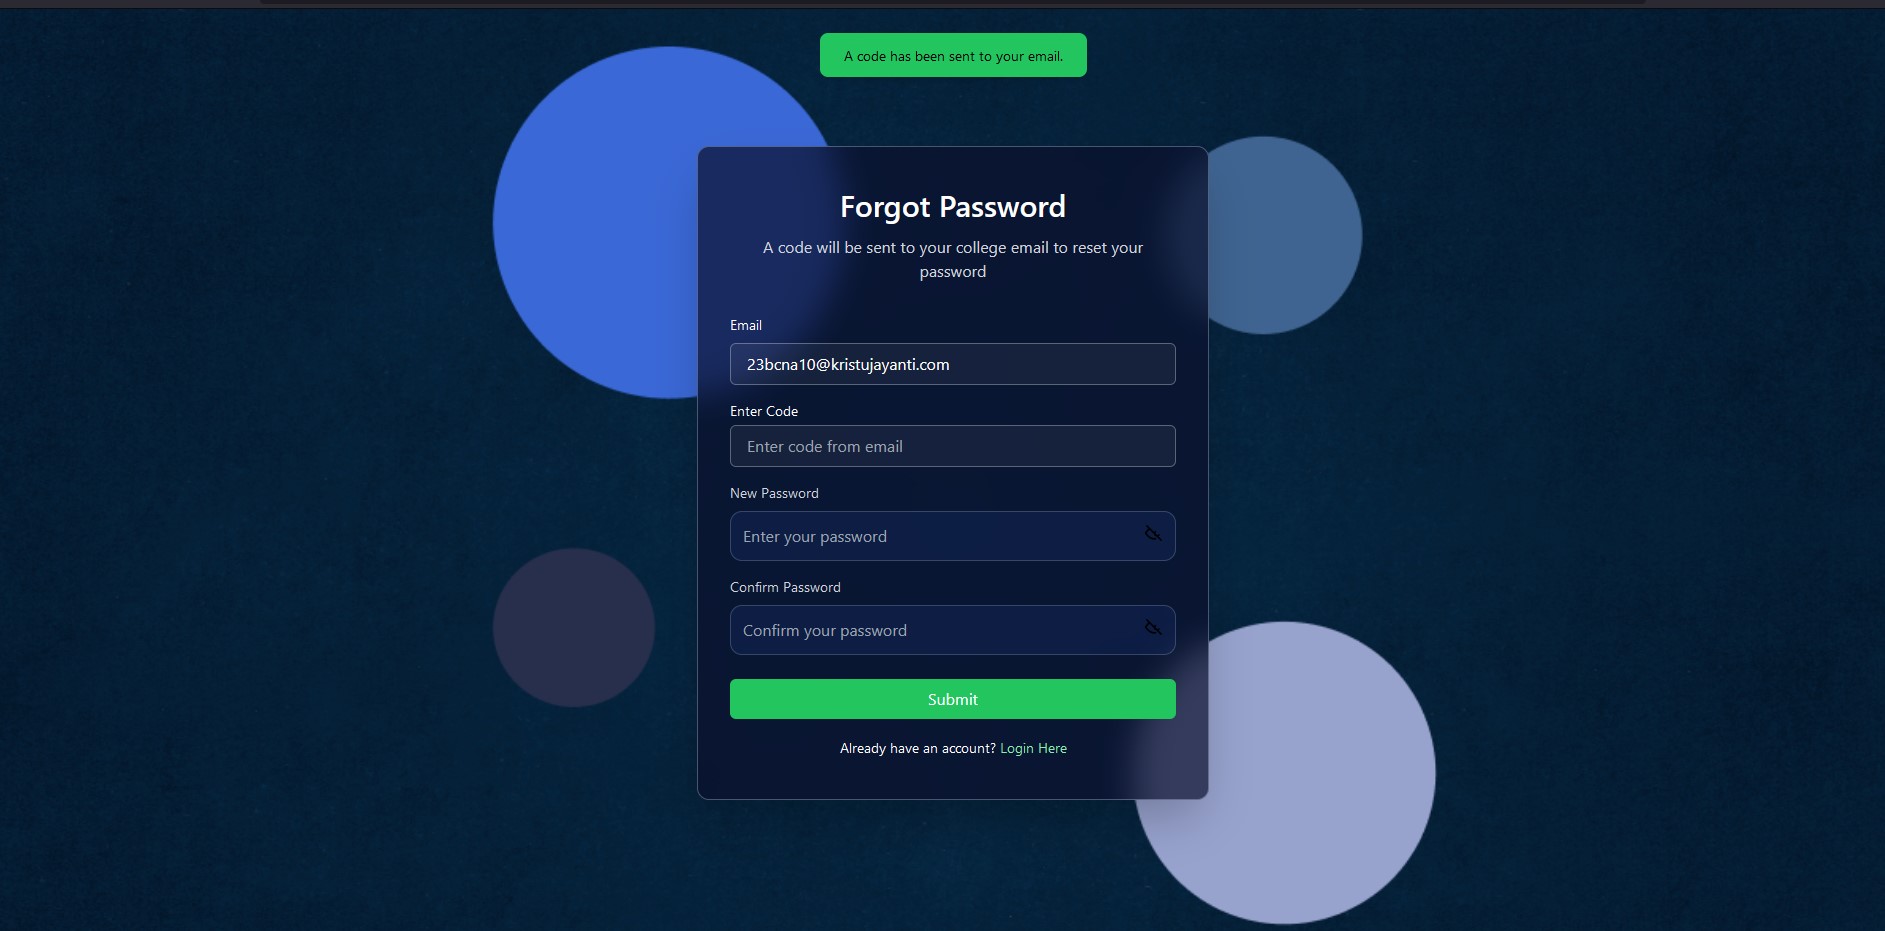 A code has been sent to your email.
Forgot Password
A code will be sent to your college email to reset your
password
Email
23bcna10@kristujayanti.com
Enter Code
Enter code from email
New Password
Enter your password
Confirm Password
Confirm your password
Submit
Already have an account? Login Here